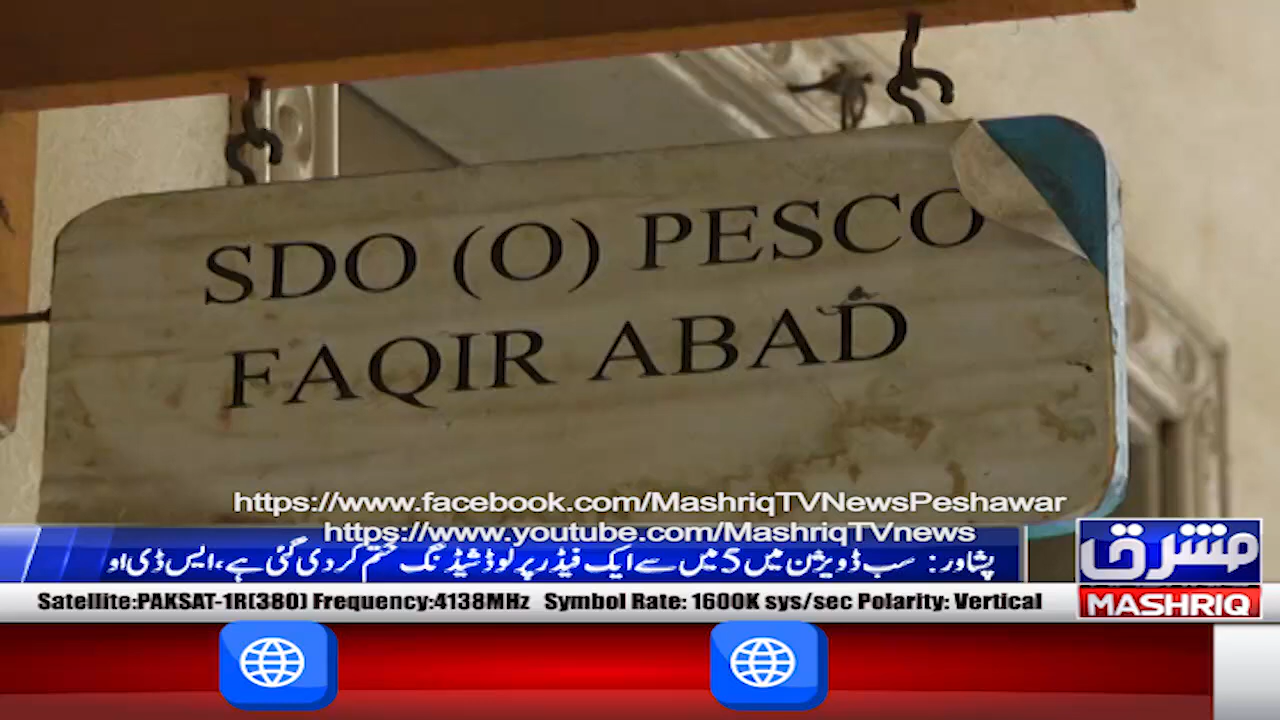 SDO (O) PESCO
FAQIR ABAD
https://www.facebook.com/MashriqTVNewsPeshawar
https://www.youtube.com/MashriqTVnews
پشاور: سب ڈویژن میں 5 میں سے ایک فیڈر پر لوڈشیڈنگ ختم کر دی گئی ہے، ایس ڈی او
مشرق
MASHRIQ
Satellite:PAKSAT-1R(380) Frequency:4138MHz Symbol Rate: 1600K sys/sec Polarity: Vertical